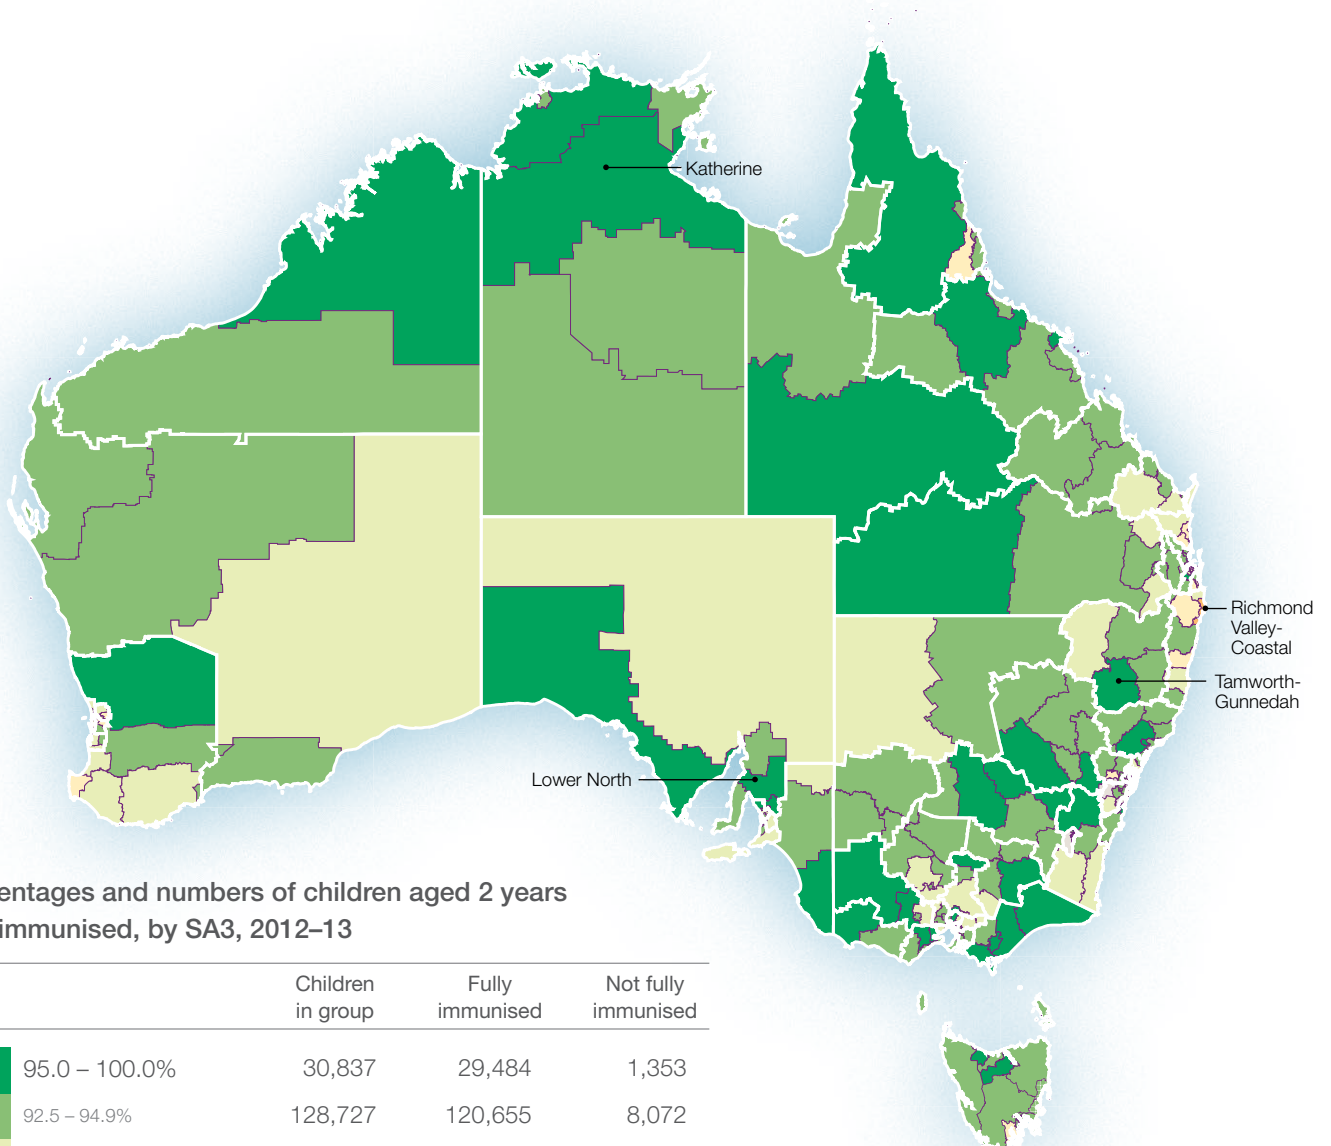 Katherine
Richmond
Valley-
Coastal
Tamworth-
Gunnedah
Lower North
entages and numbers of children aged 2 years
immunised, by SA3, 2012–13
Children
in group
Fully
immunised
Not fully
immunised
95.0 – 100.0% 30,837 29,484 1,353
92.5 – 94.9% 128,727 120,655 8,072